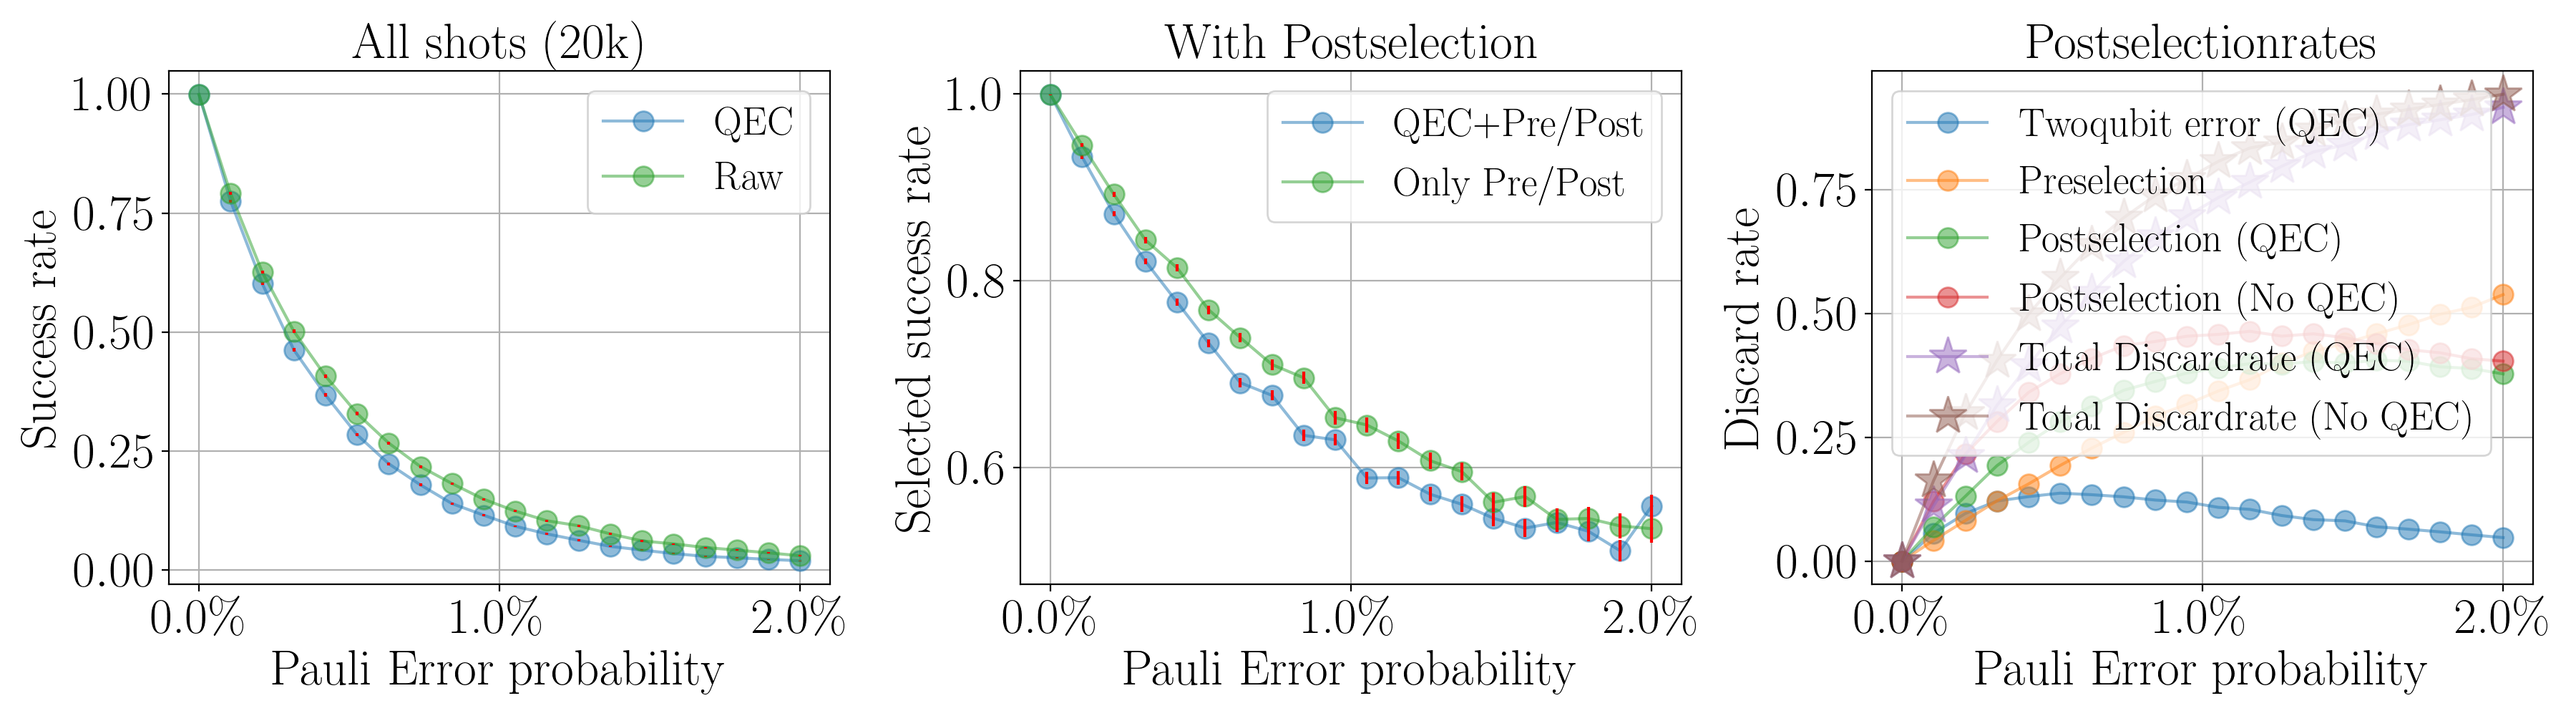 All shots (20k)
Success rate
1.00
0.75
0.50
0.25
0.00
0.0%
1.0%
2.0%
Pauli Error probability
QEC
Raw
With Postselection
Selected success rate
1.0
0.8
0.6
0.0%
1.0%
2.0%
Pauli Error probability
QEC+Pre/Post
Only Pre/Post
Postselectionrates
Discard rate
0.75
0.50
0.25
0.00
0.0%
1.0%
2.0%
Pauli Error probability
Twoqubit error (QEC)
Preselection
Postselection (QEC)
Postselection (No QEC)
Total Discardrate (QEC)
Total Discardrate (No QEC)